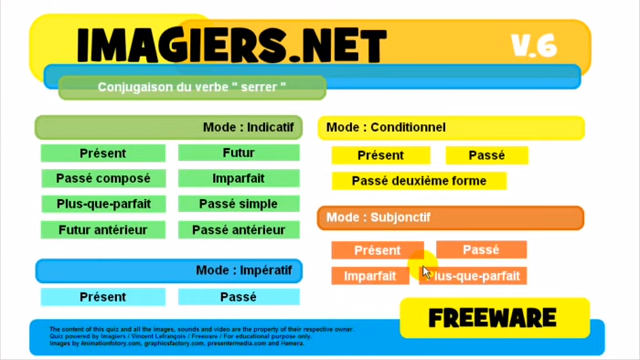 IMAGIERS.NET
V.6
Conjugaison du verbe " serrer "
Mode : Indicatif
Présent
Futur
Passé composé
Imparfait
Plus-que-parfait
Passé simple
Futur antérieur
Passé antérieur
Mode : Impératif
Présent
Passé
Mode : Conditionnel
Présent
Passé
Passé deuxième forme
Mode : Subjonctif
Présent
Passé
Imparfait
Plus-que-parfait
FREEWARE
The content of this quiz and all the images, sounds and video are the property of their respective owner.
Quiz powered by Imagiers / Vincent Lefrançois / Freeware / For educational purpose only.
Images by Animationfctory.com, graphicsfactory.com, presentermedia.com and Hemera.